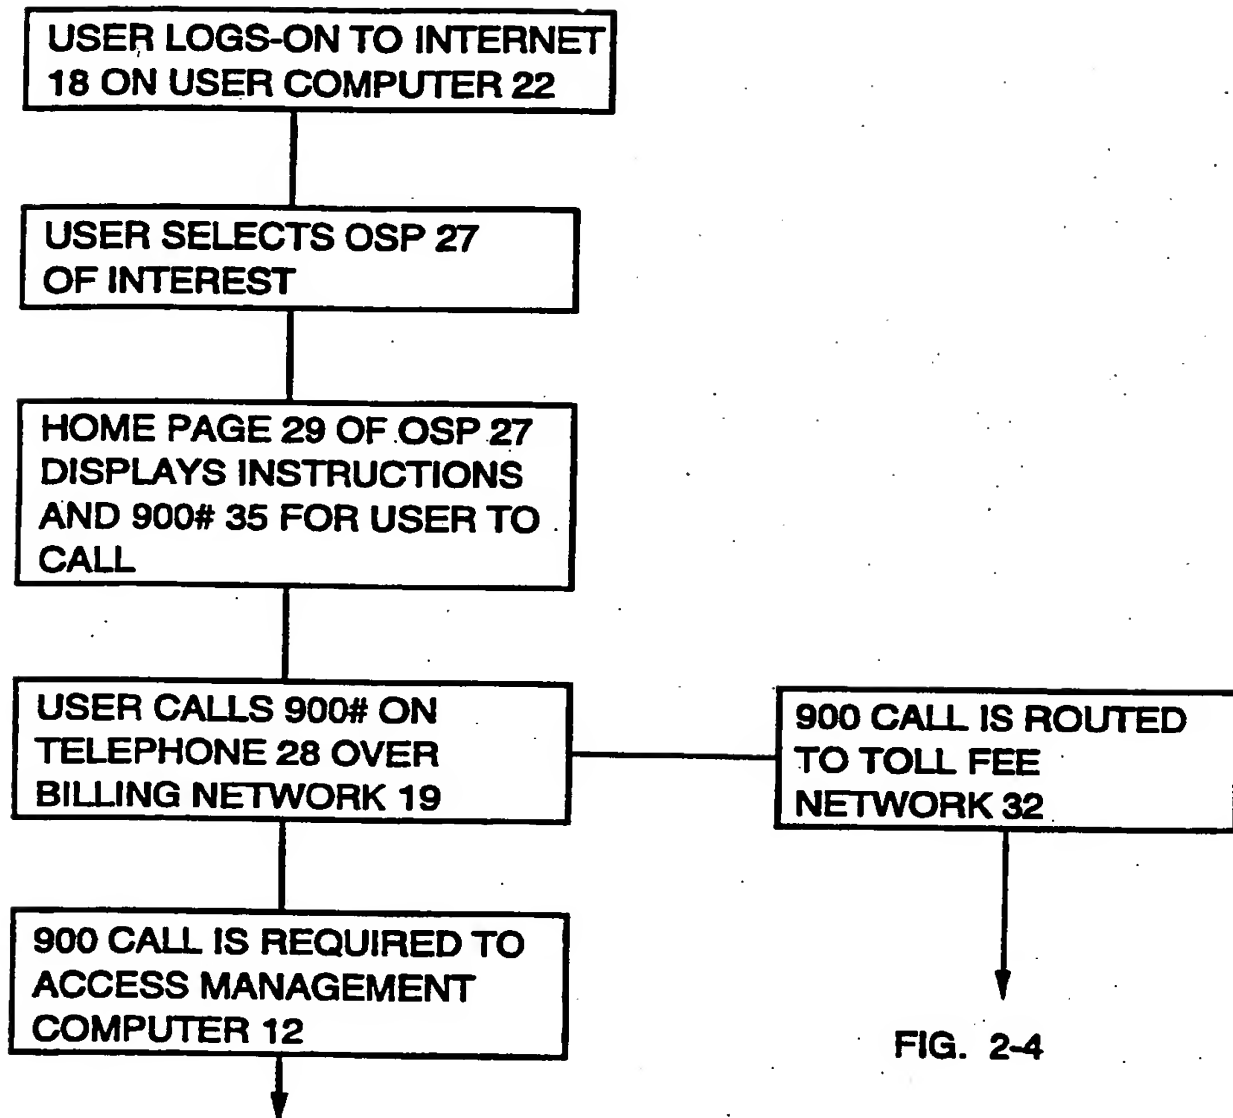 USER LOGS-ON TO INTERNET
18 ON USER COMPUTER 22
USER SELECTS OSP 27
OF INTEREST
HOME PAGE 29 OF OSP 27
DISPLAYS INSTRUCTIONS
AND 900# 35 FOR USER TO
CALL
USER CALLS 900# ON
TELEPHONE 28 OVER
BILLING NETWORK 19
900 CALL IS ROUTED
TO TOLL FEE
NETWORK 32
900 CALL IS REQUIRED TO
ACCESS MANAGEMENT
COMPUTER 12
FIG. 2-4